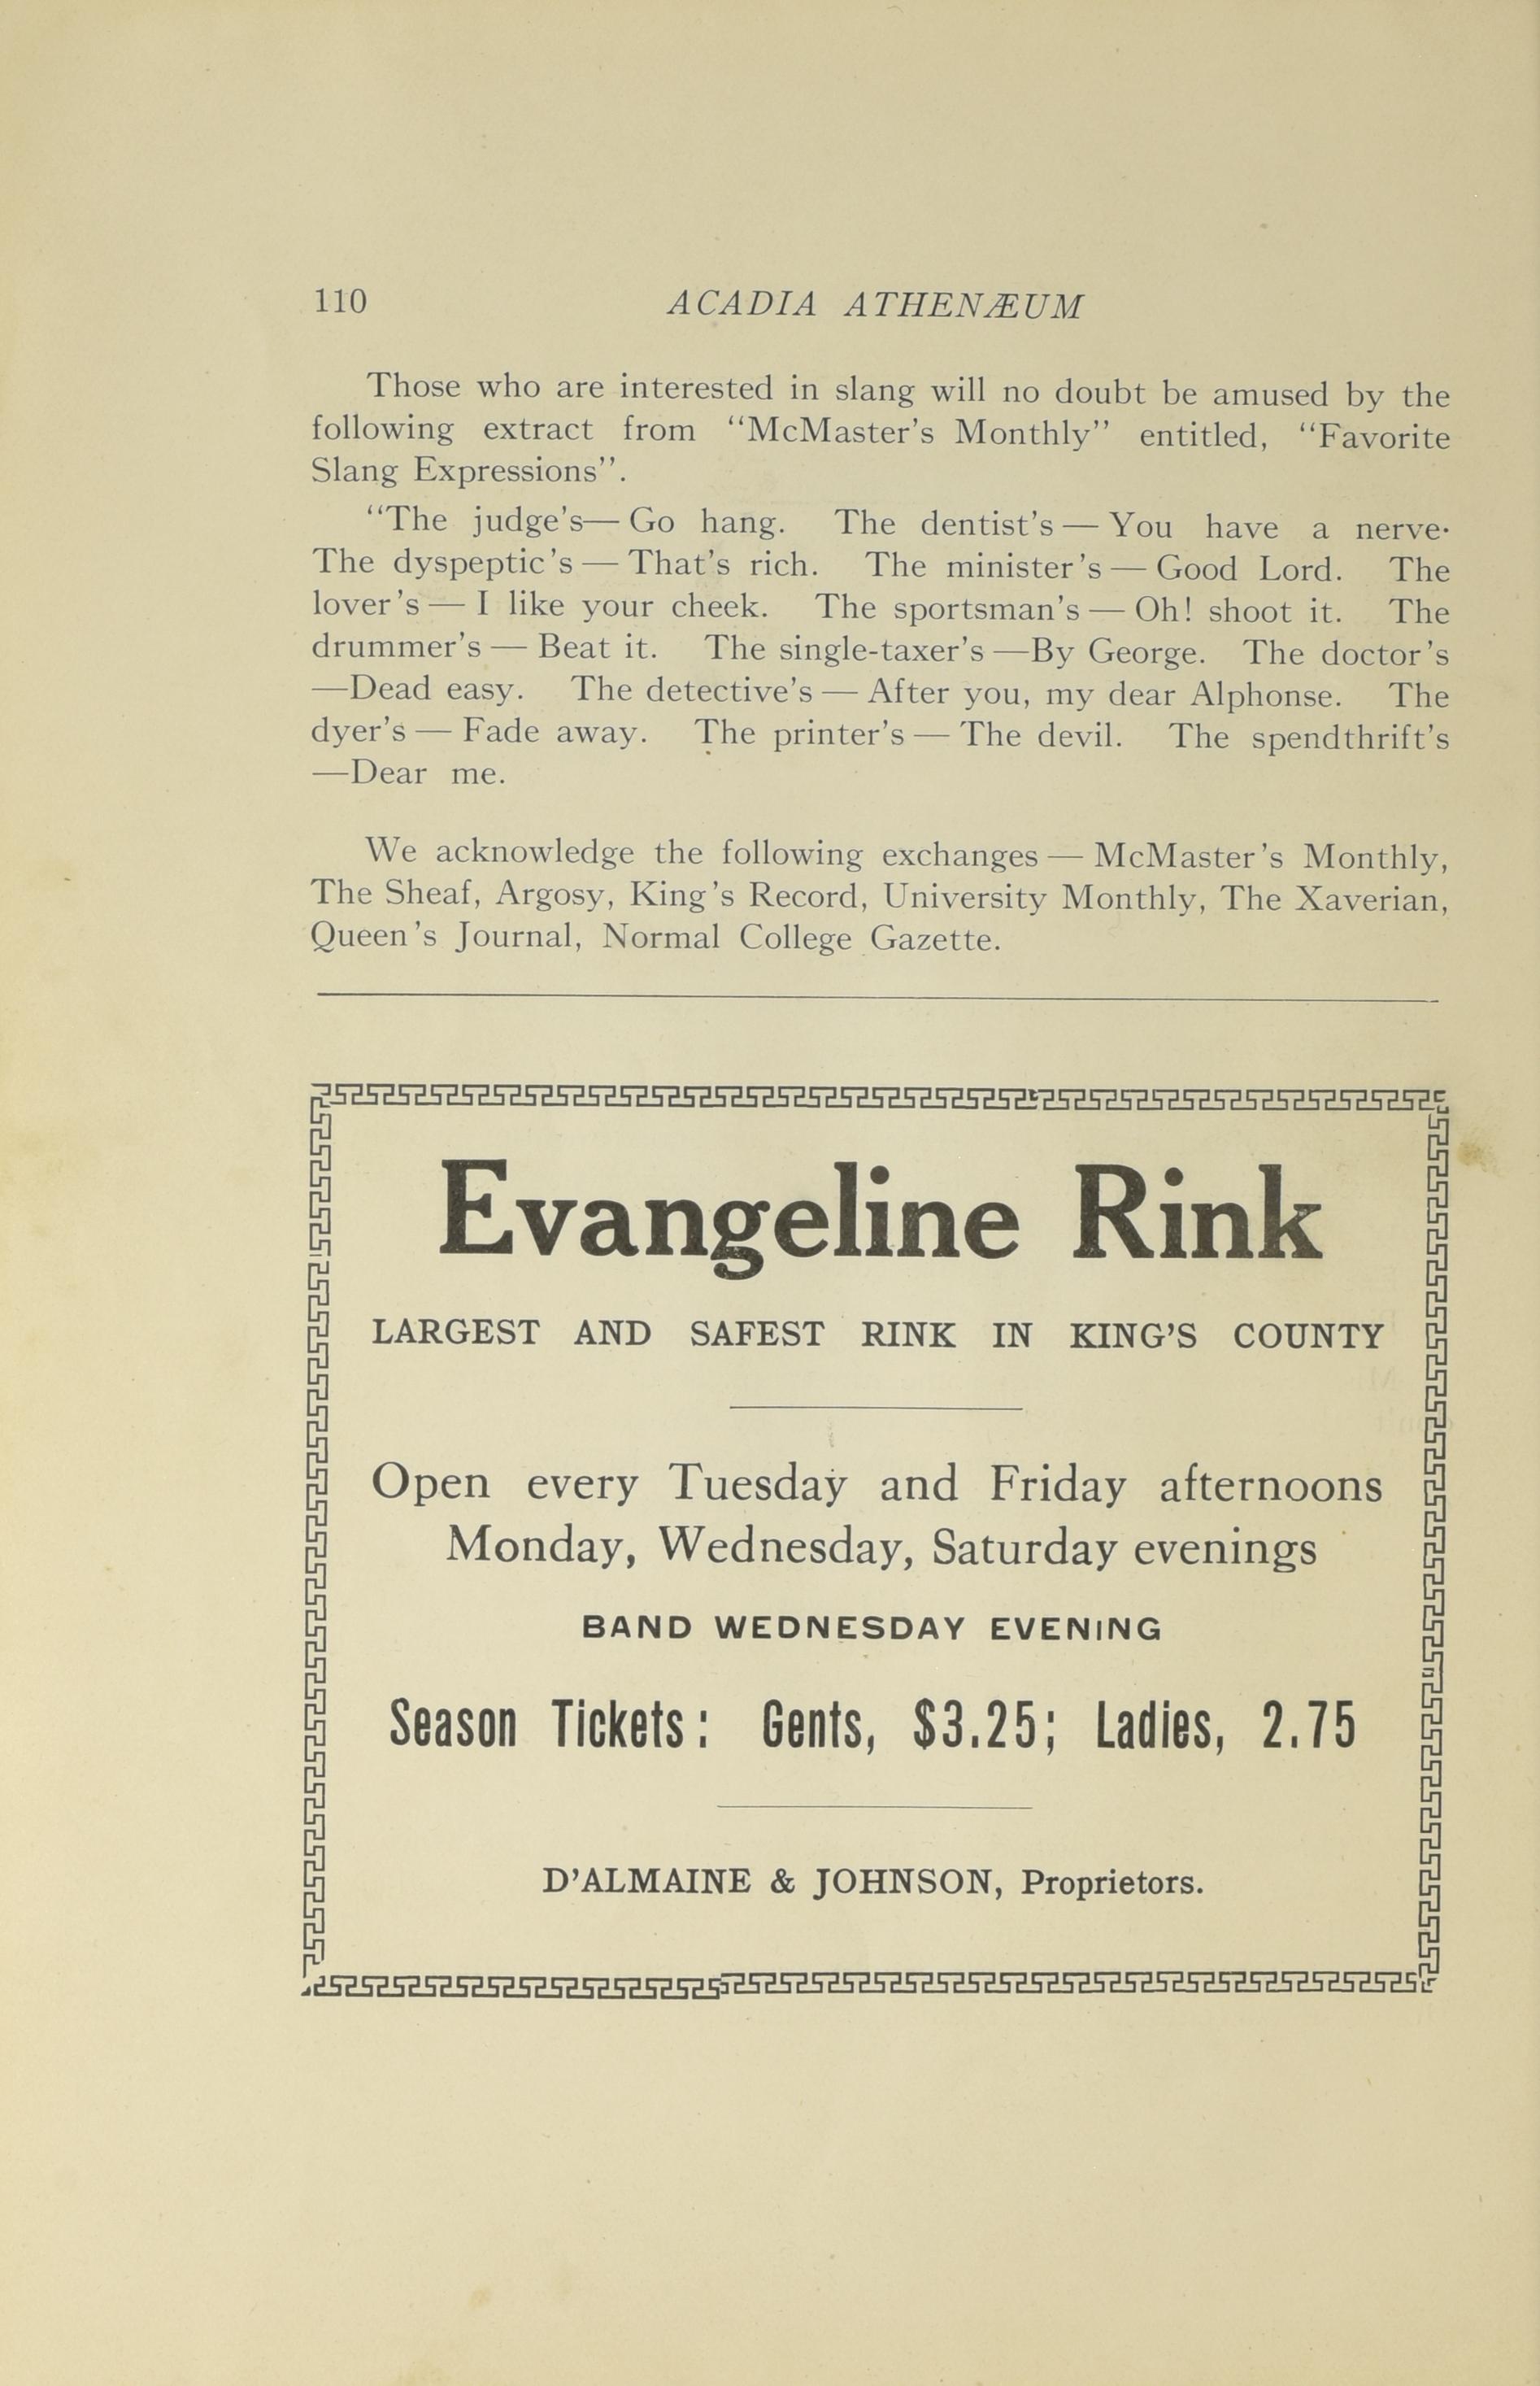 110 ACADIA ATHENÆUM
Those who are interested in slang will no doubt be amused by the
following extract from “McMaster’s Monthly” entitled, “Favorite
Slang Expressions”.
“The judge’s— Go hang. The dentist’s — You have a nerve.
The dyspeptic’s — That’s rich. The minister’s — Good Lord. The
lover’s — I like your cheek. The sportsman’s — Oh! shoot it. The
drummer’s — Beat it. The single-taxer’s —By George. The doctor’s
—Dead easy. The detective’s — After you, my dear Alphonse. The
dyer’s — Fade away. The printer’s — The devil. The spendthrift’s
—Dear me.
We acknowledge the following exchanges — McMaster’s Monthly,
The Sheaf, Argosy, King’s Record, University Monthly, The Xaverian,
Queen’s Journal, Normal College Gazette.
Evangeline Rink
LARGEST AND SAFEST RINK IN KING’S COUNTY
Open every Tuesday and Friday afternoons
Monday, Wednesday, Saturday evenings
BAND WEDNESDAY EVENING
Season Tickets: Gents, $3.25; Ladies, 2.75
D’ALMAINE & JOHNSON, Proprietors.